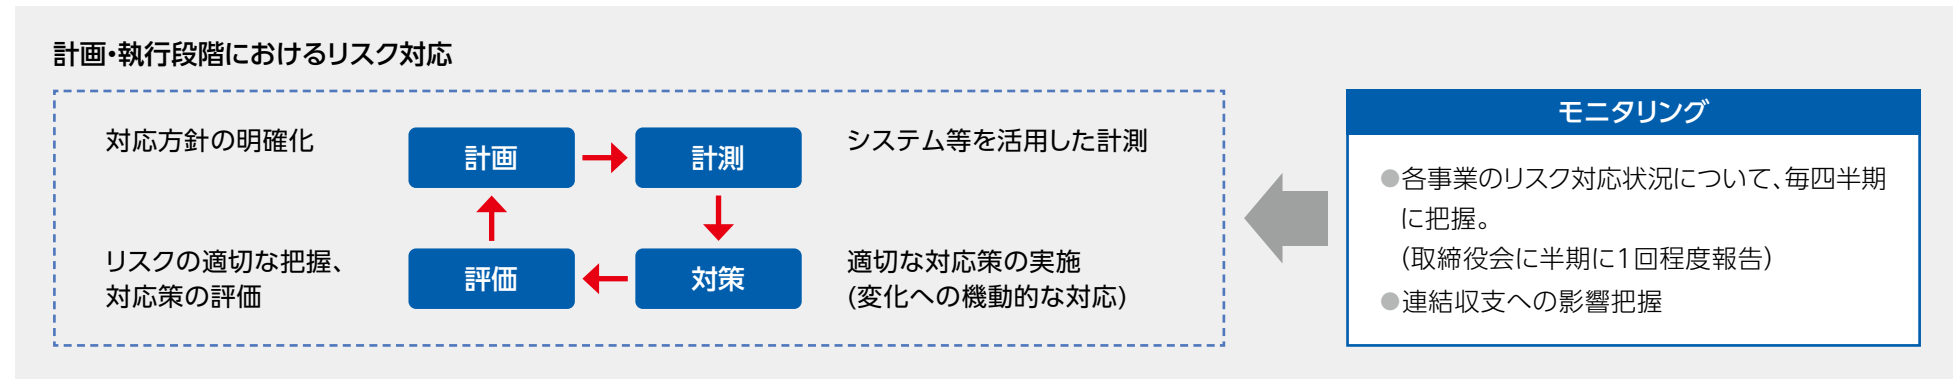 計画・執行段階におけるリスク対応
対応方針の明確化
計画
計測
システム等を活用した計測
リスクの適切な把握、
対応策の評価
評価
対策
適切な対応策の実施
(変化への機動的な対応)
モニタリング
●各事業のリスク対応状況について、毎四半期
に把握。
(取締役会に半期に1回程度報告)
●連結収支への影響把握